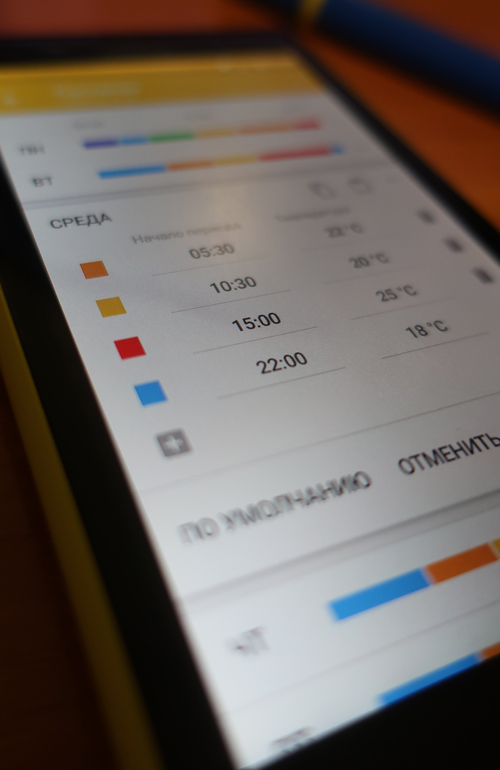 ПН
ВТ
СРЕДА
Начало периода
05:30 22 °C
10:30 20 °C
15:00 25 °C
22:00 18 °C
ПО УМОЛЧАНИЮ ОТМЕНИТЬ
ЧТ